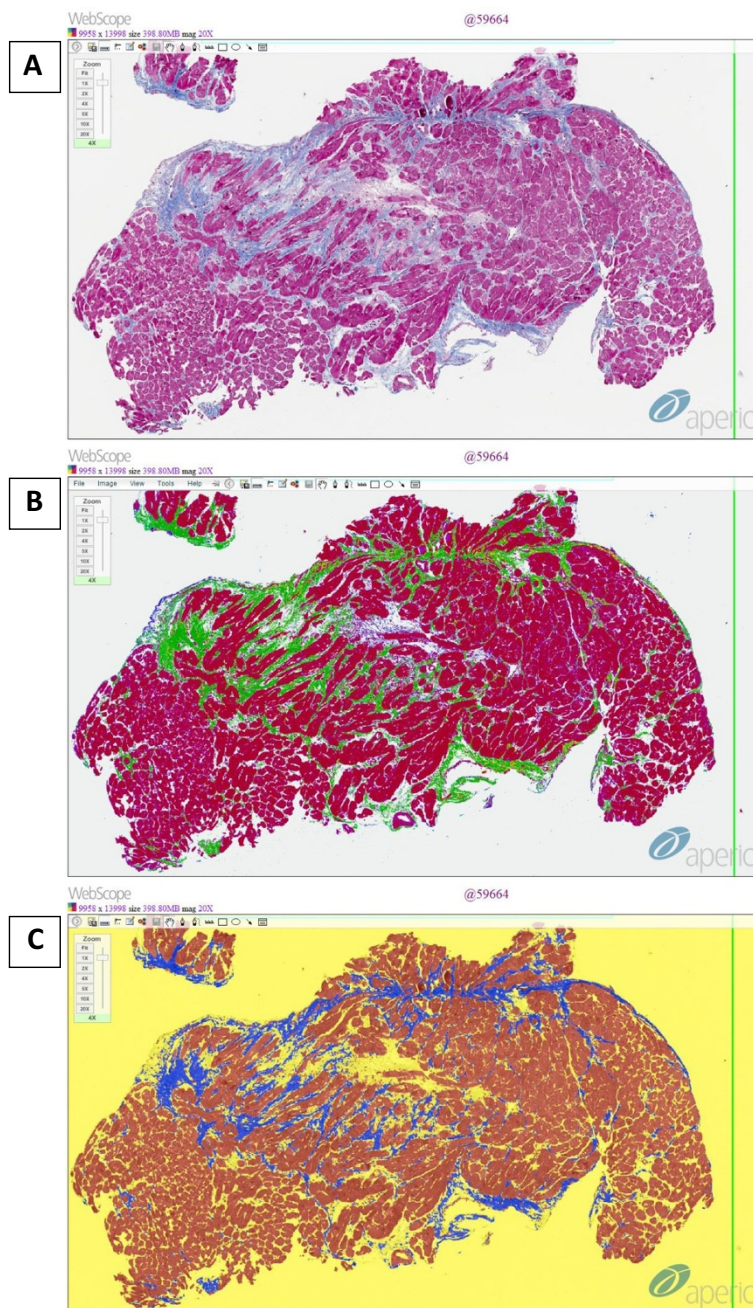 WebScope
@59664
9958 x 13998 size 398.80MB mag 20X
A
Zoom
Fit
1X
2X
4X
5X
10X
20X
4X
aperio
WebScope
@59664
9958 x 13998 size 398.80MB mag 20X
B
File Image View Tools Help
Zoom
Fit
1X
2X
4X
5X
10X
20X
4X
aperio
WebScope
@59664
9958 x 13998 size 398.80MB mag 20X
C
Zoom
Fit
1X
2X
4X
5X
10X
20X
4X
aperio